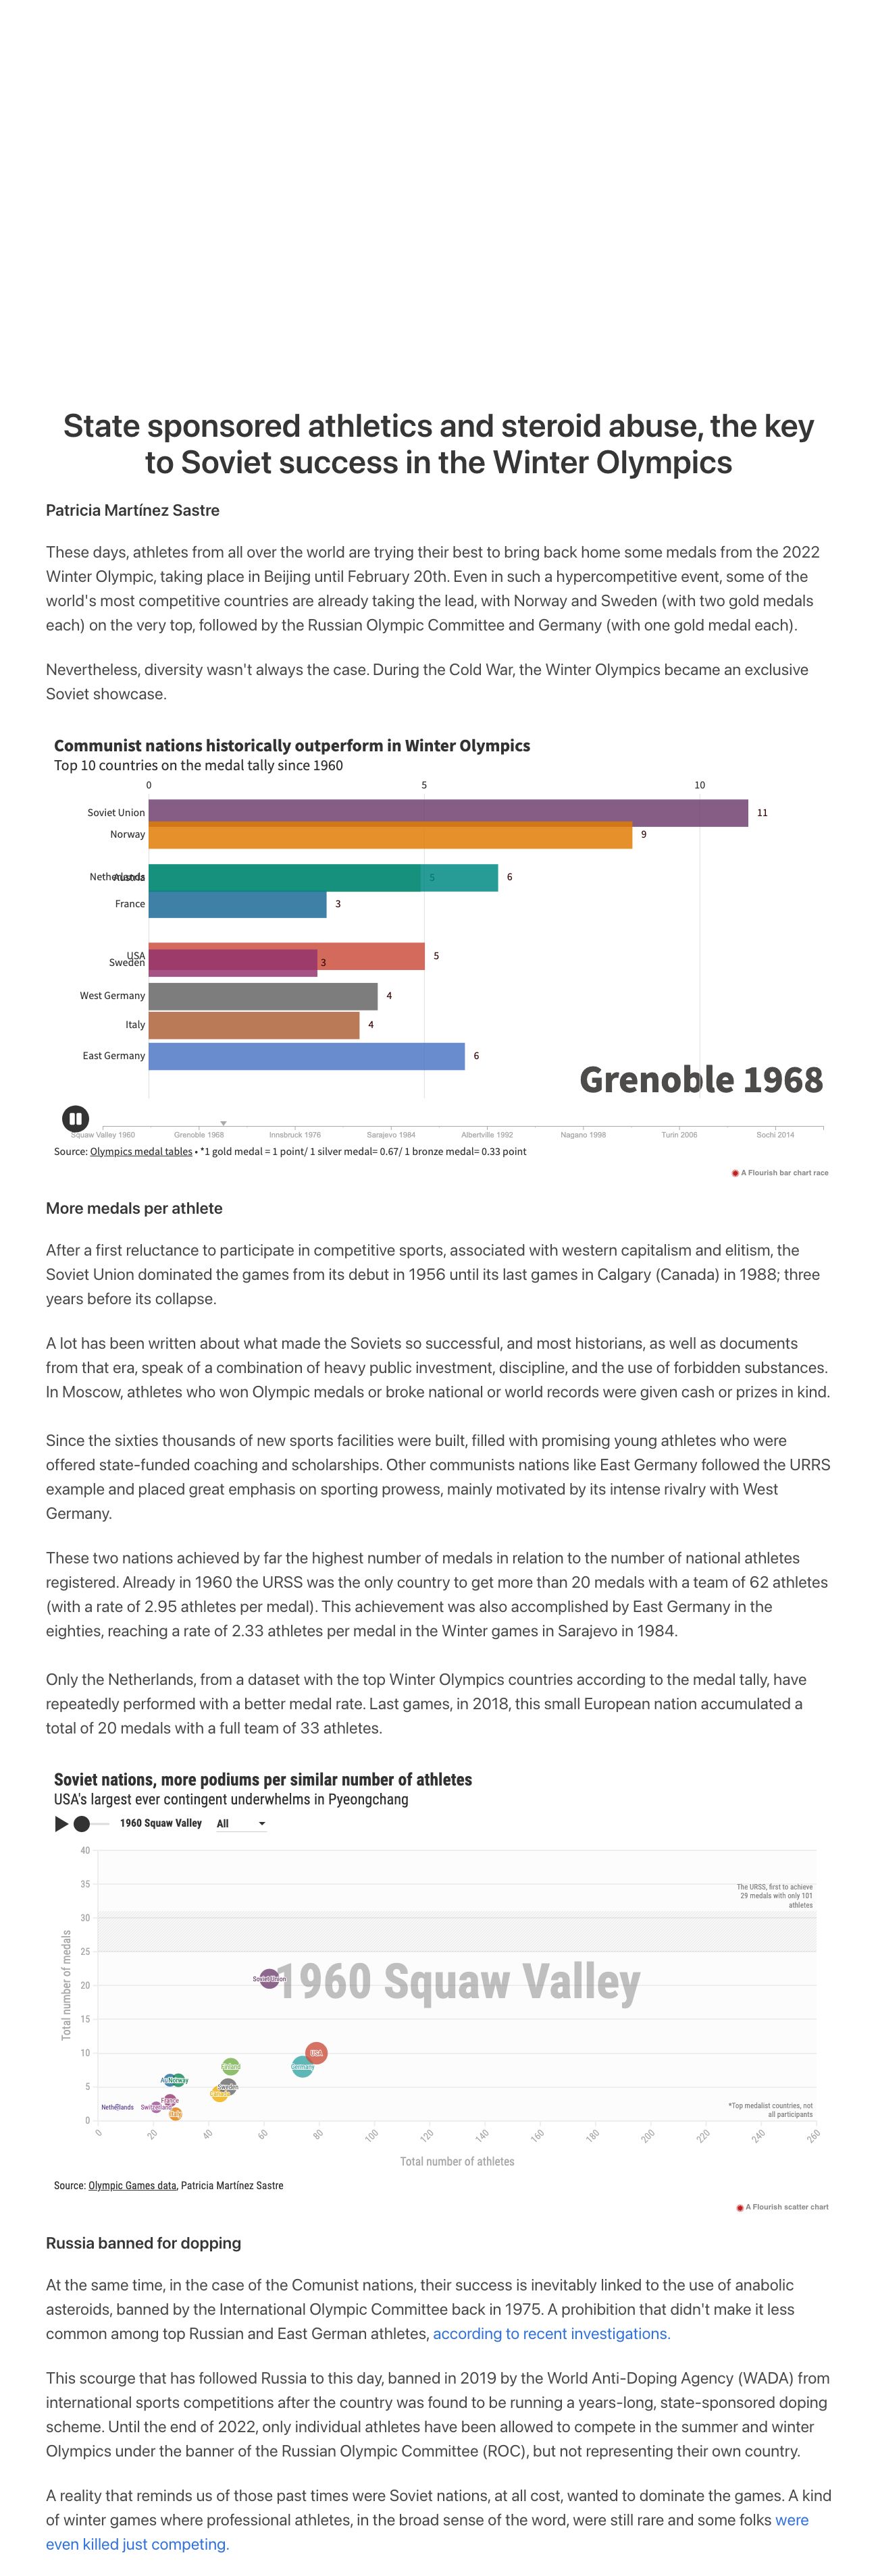 State sponsored athletics and steroid abuse, the key
to Soviet success in the Winter Olympics
Patricia Martínez Sastre
These days, athletes from all over the world are trying their best to bring back home some medals from the 2022
Winter Olympic, taking place in Beijing until February 20th. Even in such a hypercompetitive event, some of the
world's most competitive countries are already taking the lead, with Norway and Sweden (with two gold medals
each) on the very top, followed by the Russian Olympic Committee and Germany (with one gold medal each).
Nevertheless, diversity wasn't always the case. During the Cold War, the Winter Olympics became an exclusive
Soviet showcase.
Communist nations historically outperform in Winter Olympics
Top 10 countries on the medal tally since 1960
0 5 10
Soviet Union 11
Norway 9
Netherlands Austria 5 6
France 3
USA 5
Sweden 3
West Germany 4
Italy 4
East Germany 6
Grenoble 1968
Squaw Valley 1960 Grenoble 1968 Innsbruck 1976 Sarajevo 1984 Albertville 1992 Nagano 1998 Turin 2006 Sochi 2014
Source: Olympics medal tables • *1 gold medal = 1 point/ 1 silver medal= 0.67/ 1 bronze medal= 0.33 point
A Flourish bar chart race
More medals per athlete
After a first reluctance to participate in competitive sports, associated with western capitalism and elitism, the
Soviet Union dominated the games from its debut in 1956 until its last games in Calgary (Canada) in 1988; three
years before its collapse.
A lot has been written about what made the Soviets so successful, and most historians, as well as documents
from that era, speak of a combination of heavy public investment, discipline, and the use of forbidden substances.
In Moscow, athletes who won Olympic medals or broke national or world records were given cash or prizes in kind.
Since the sixties thousands of new sports facilities were built, filled with promising young athletes who were
offered state-funded coaching and scholarships. Other communists nations like East Germany followed the URRS
example and placed great emphasis on sporting prowess, mainly motivated by its intense rivalry with West
Germany.
These two nations achieved by far the highest number of medals in relation to the number of national athletes
registered. Already in 1960 the URSS was the only country to get more than 20 medals with a team of 62 athletes
(with a rate of 2.95 athletes per medal). This achievement was also accomplished by East Germany in the
eighties, reaching a rate of 2.33 athletes per medal in the Winter games in Sarajevo in 1984.
Only the Netherlands, from a dataset with the top Winter Olympics countries according to the medal tally, have
repeatedly performed with a better medal rate. Last games, in 2018, this small European nation accumulated a
total of 20 medals with a full team of 33 athletes.
Soviet nations, more podiums per similar number of athletes
USA's largest ever contingent underwhelms in Pyeongchang
1960 Squaw Valley All
40
35
The URSS, first to achieve
29 medals with only 101
athletes
30
25
1960 Squaw Valley
Soviet Union
20
15
10
USA
Finland Germany
Norway
5
Sweden
Canada
France
Netherlands Switzerland
Italy
*Top medalist countries, not
all participants
0
Total number of medals
0 20 40 60 80 100 120 140 160 180 200 220 240 260
Total number of athletes
Source: Olympic Games data, Patricia Martínez Sastre
A Flourish scatter chart
Russia banned for dopping
At the same time, in the case of the Comunist nations, their success is inevitably linked to the use of anabolic
asteroids, banned by the International Olympic Committee back in 1975. A prohibition that didn't make it less
common among top Russian and East German athletes, according to recent investigations.
This scourge that has followed Russia to this day, banned in 2019 by the World Anti-Doping Agency (WADA) from
international sports competitions after the country was found to be running a years-long, state-sponsored doping
scheme. Until the end of 2022, only individual athletes have been allowed to compete in the summer and winter
Olympics under the banner of the Russian Olympic Committee (ROC), but not representing their own country.
A reality that reminds us of those past times were Soviet nations, at all cost, wanted to dominate the games. A kind
of winter games where professional athletes, in the broad sense of the word, were still rare and some folks were
even killed just competing.